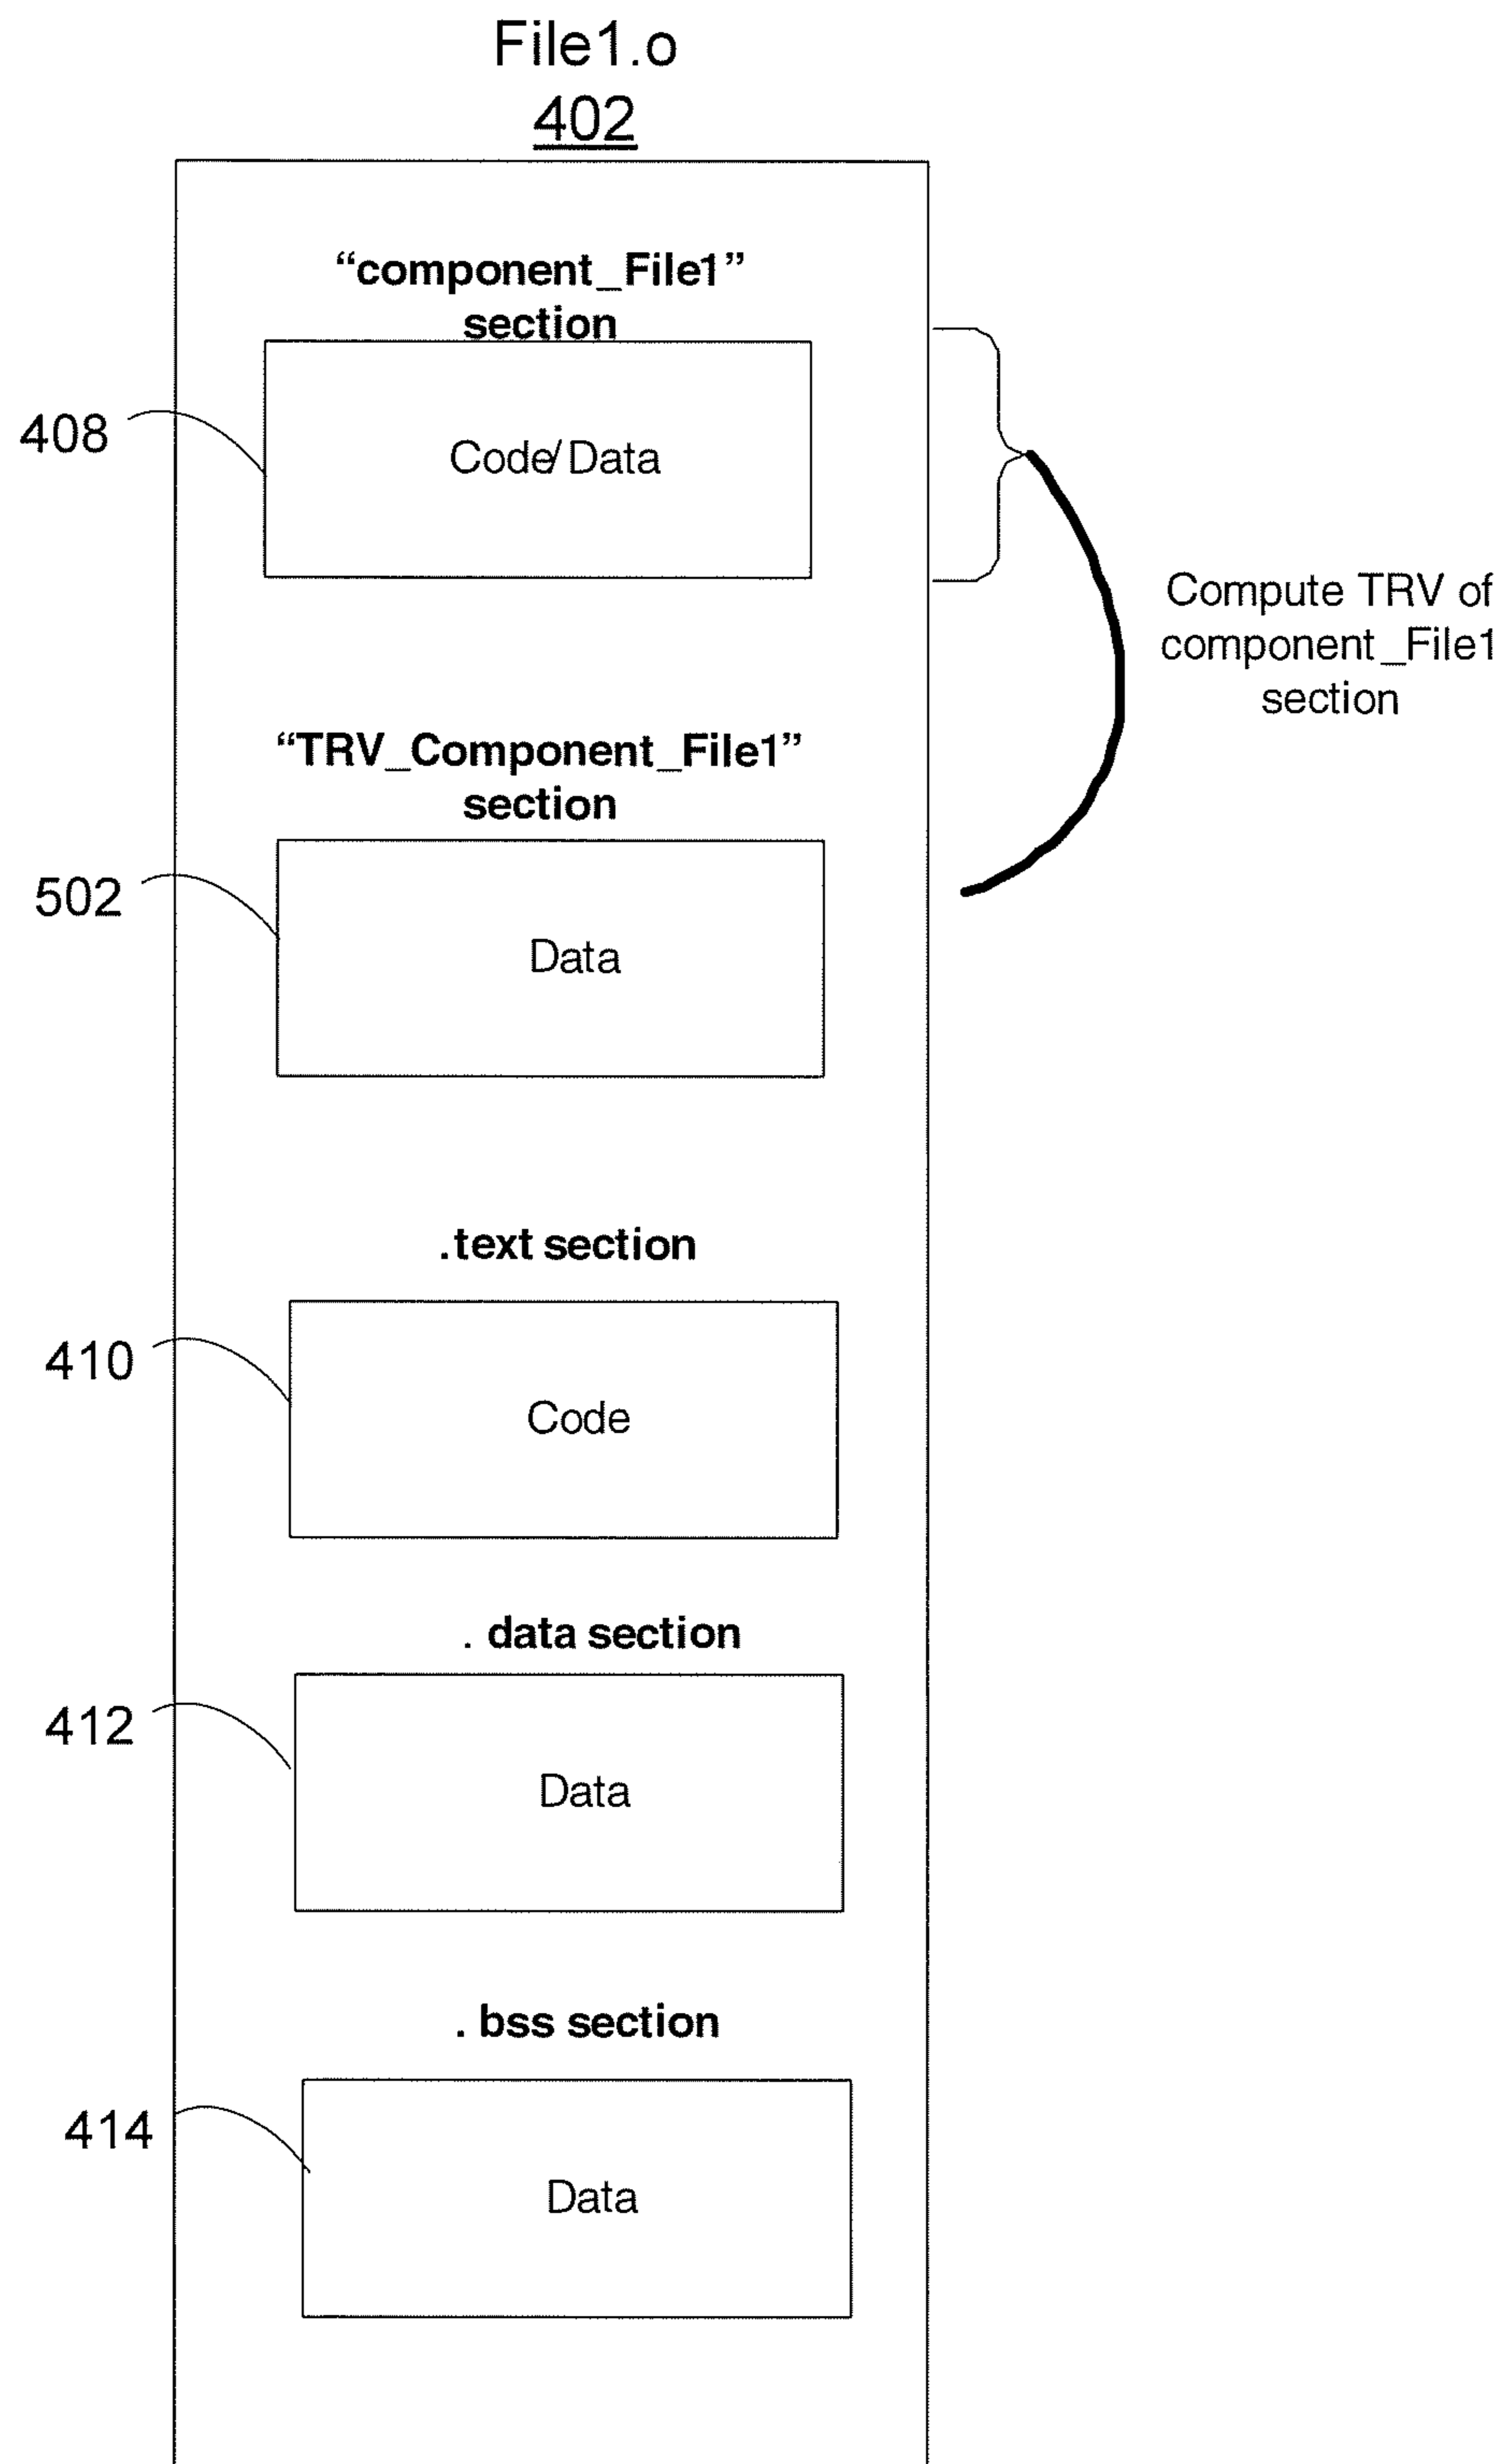 File1.o
402
“component_File1”
section
408
Code/Data
Compute TRV of
component_File1
section
“TRV_Component_File1”
section
502
Data
.text section
410
Code
. data section
412
Data
. bss section
414
Data